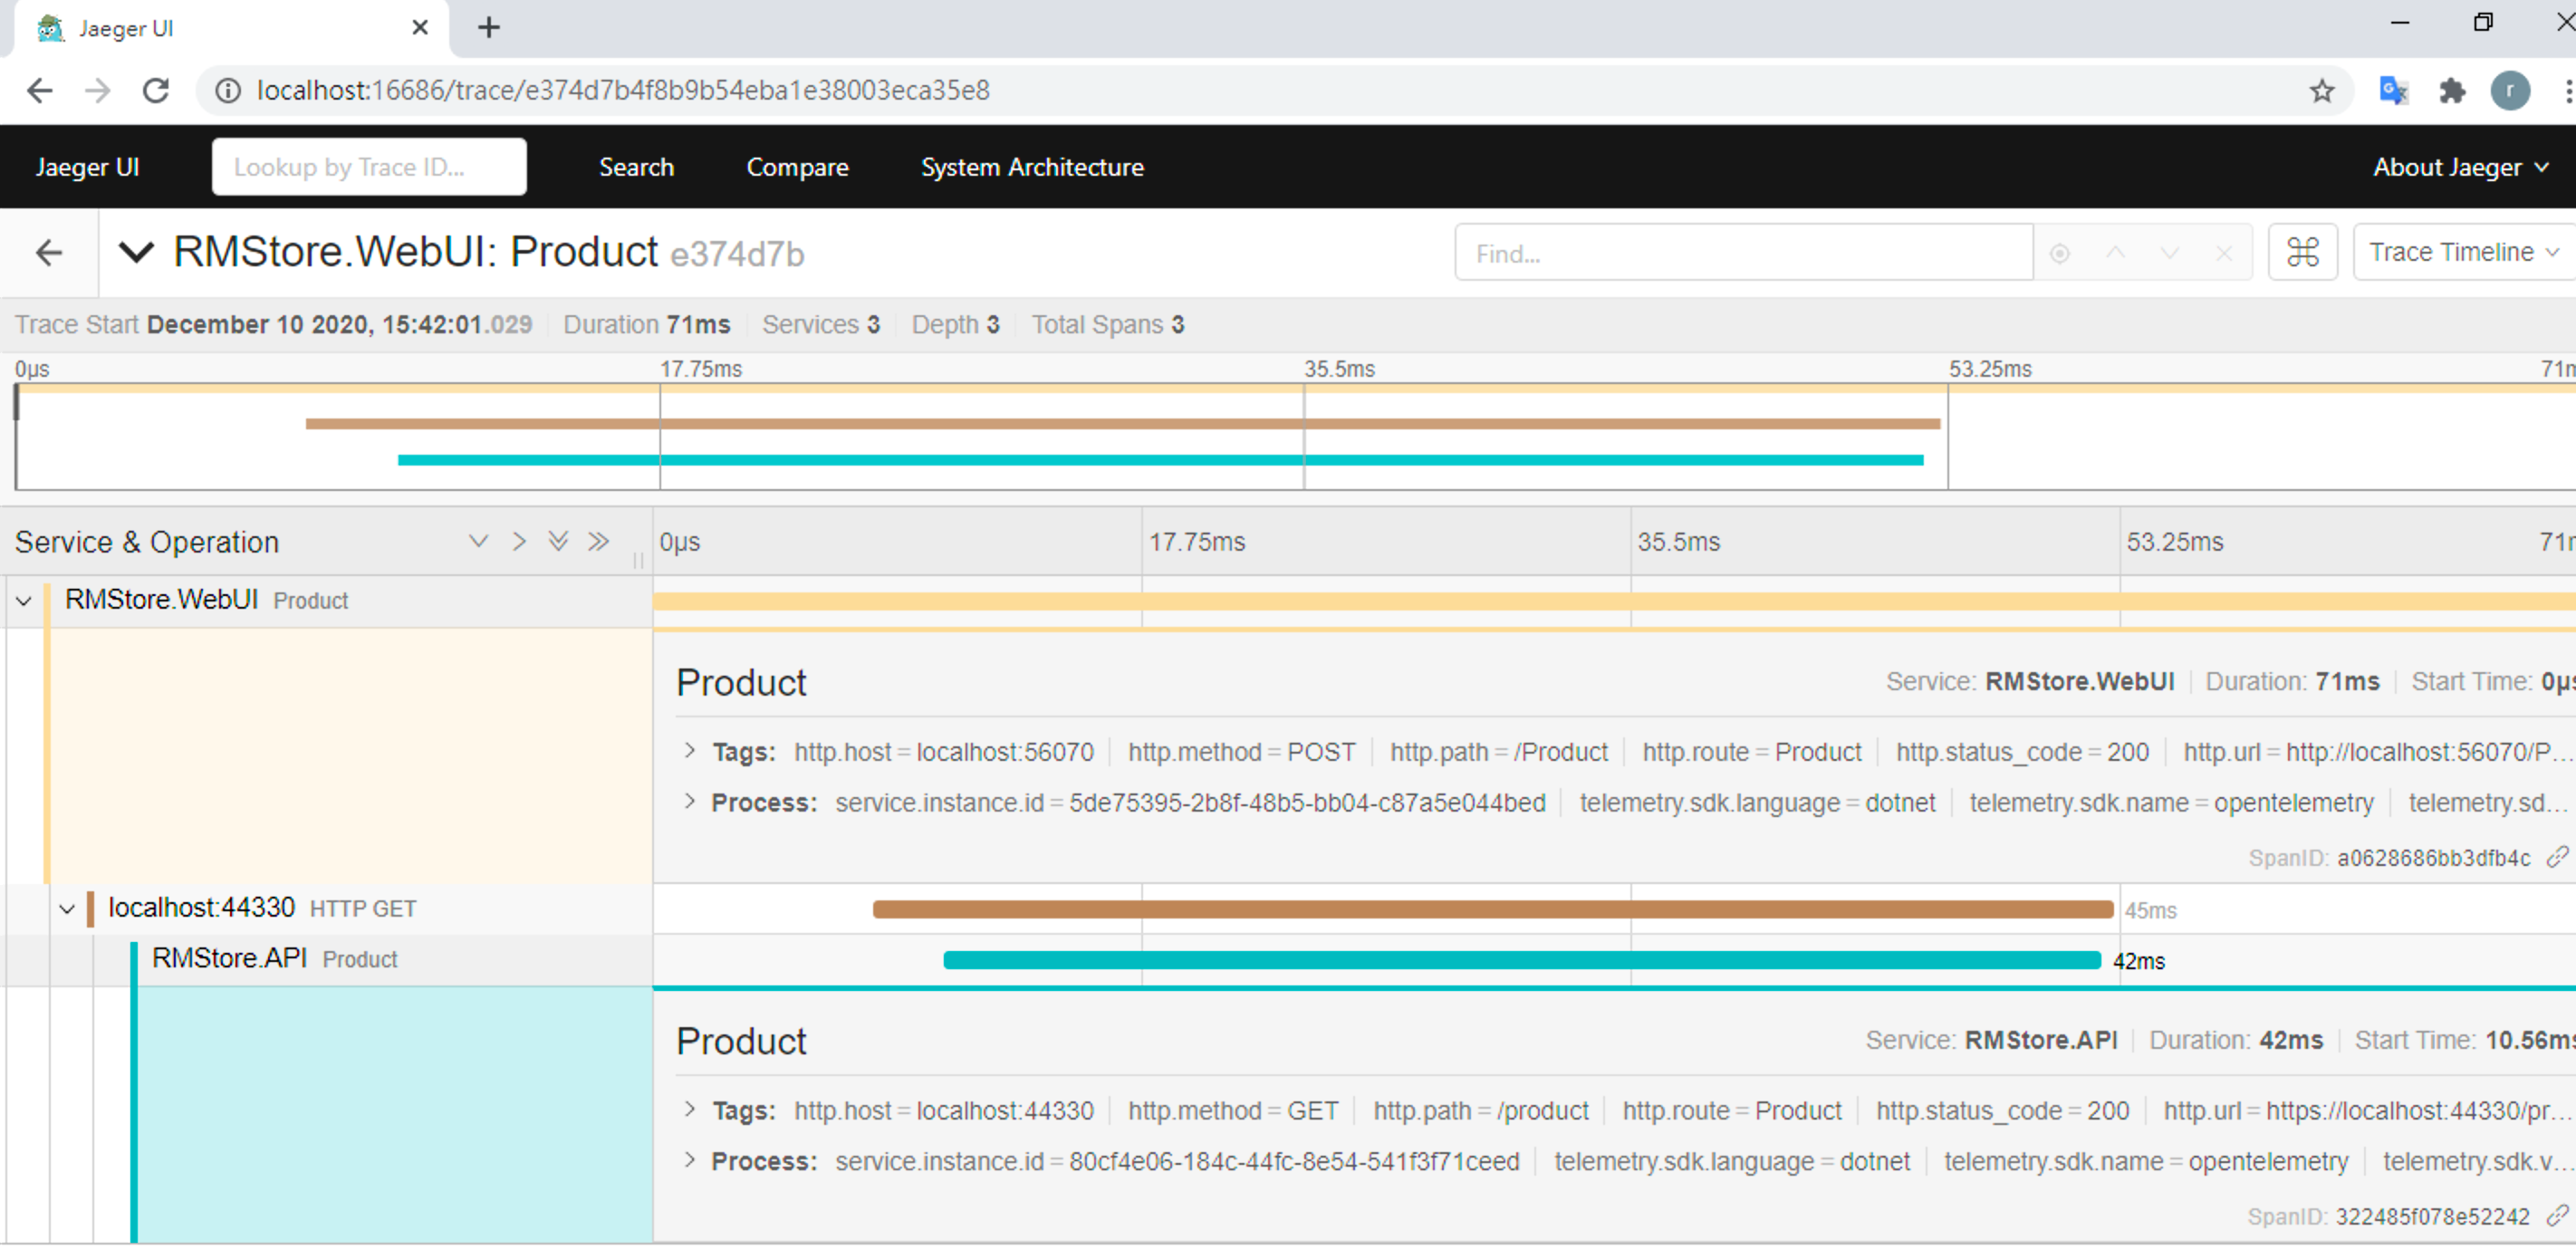 Jaeger UI
localhost:16686/trace/e374d7b4f8b9b54eba1e38003eca35e8
r
Jaeger UI Lookup by Trace ID... Search Compare System Architecture About Jaeger
RMStore.WebUI: Product e374d7b Find... Trace Timeline
Trace Start December 10 2020, 15:42:01.029 Duration 71ms Services 3 Depth 3 Total Spans 3
0μs 17.75ms 35.5ms 53.25ms 71m
Service & Operation 0μs 17.75ms 35.5ms 53.25ms 71m
RMStore.WebUI Product
Product Service: RMStore.WebUI Duration: 71ms Start Time: 0μs
Tags: http.host = localhost:56070 http.method = POST http.path = /Product http.route = Product http.status_code = 200 http.url = http://localhost:56070/P...
Process: service.instance.id = 5de75395-2b8f-48b5-bb04-c87a5e044bed telemetry.sdk.language = dotnet telemetry.sdk.name = opentelemetry telemetry.sd...
SpanID: a0628686bb3dfb4c
localhost:44330 HTTP GET 45ms
RMStore.API Product 42ms
Product Service: RMStore.API Duration: 42ms Start Time: 10.56ms
Tags: http.host = localhost:44330 http.method = GET http.path = /product http.route = Product http.status_code = 200 http.url = https://localhost:44330/pr...
Process: service.instance.id = 80cf4e06-184c-44fc-8e54-541f3f71ceed telemetry.sdk.language = dotnet telemetry.sdk.name = opentelemetry telemetry.sdk.v...
SpanID: 322485f078e52242